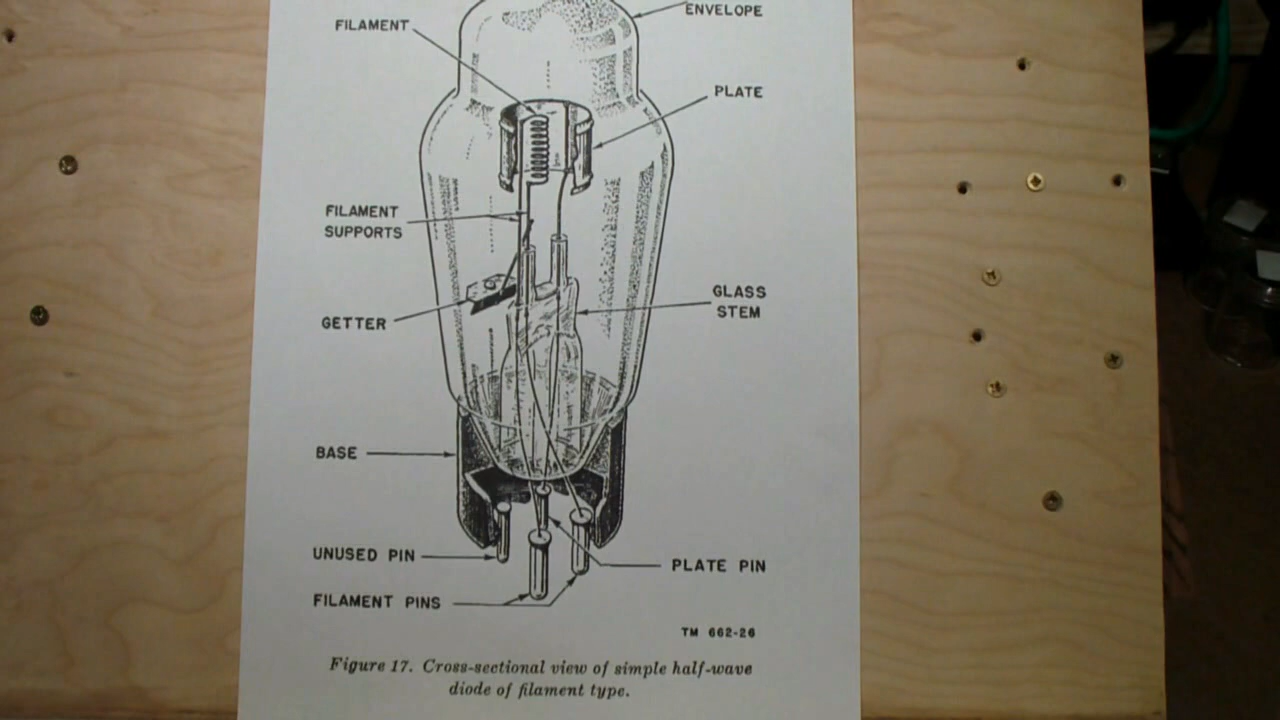 FILAMENT
ENVELOPE
PLATE
FILAMENT
SUPPORTS
GLASS
STEM
GETTER
BASE
UNUSED PIN
PLATE PIN
FILAMENT PINS
TM 662-26
Figure 17. Cross-sectional view of simple half-wave
diode of filament type.